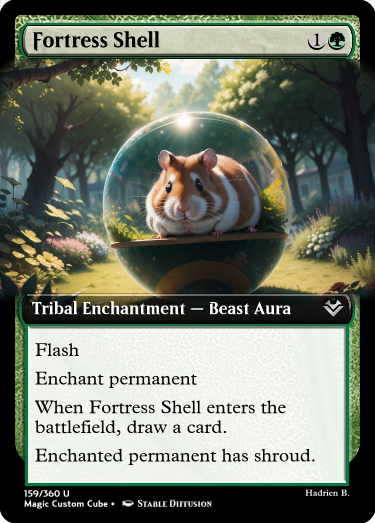 Fortress Shell 1
Tribal Enchantment — Beast Aura
Flash
Enchant permanent
When Fortress Shell enters the
battlefield, draw a card.
Enchanted permanent has shroud.
159/360 U
Hadrien B.
Magic Custom Cube • Stable Diffusion